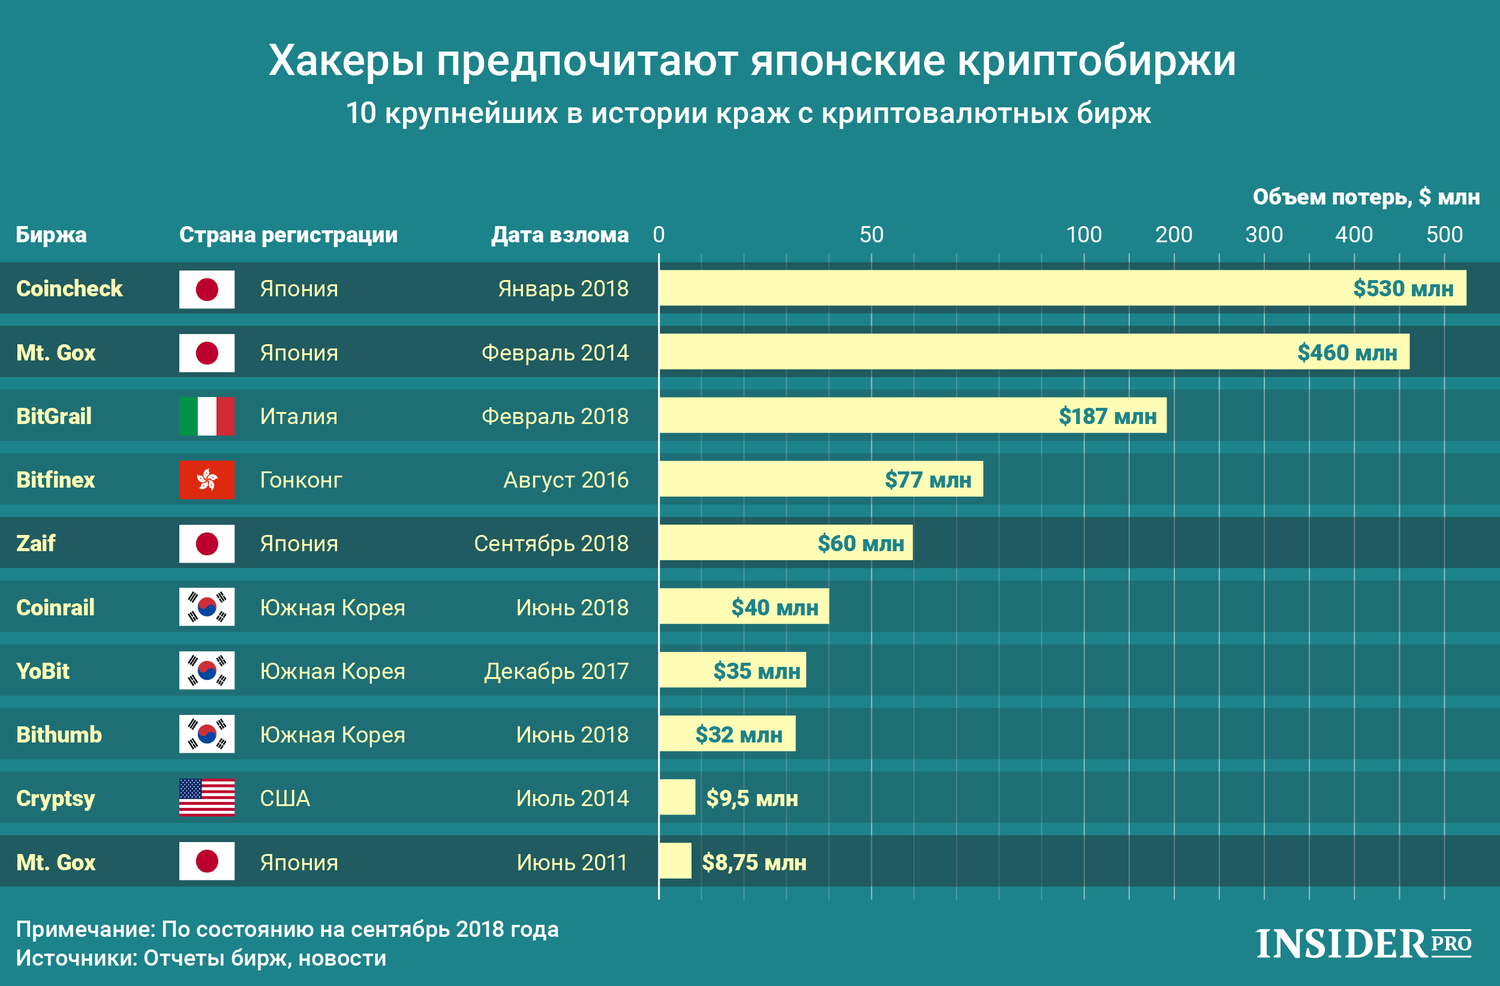 Хакеры предпочитают японские криптобиржи
10 крупнейших в истории краж с криптовалютных бирж
Объем потерь, $ млн
Биржа Страна регистрации Дата взлома 0 50 100 200 300 400 500
Coincheck Япония Январь 2018 $530 млн
Mt. Gox Япония Февраль 2014 $460 млн
BitGrail Италия Февраль 2018 $187 млн
Bitfinex Гонконг Август 2016 $77 млн
Zaif Япония Сентябрь 2018 $60 млн
Coinrail Южная Корея Июнь 2018 $40 млн
YoBit Южная Корея Декабрь 2017 $35 млн
Bithumb Южная Корея Июнь 2018 $32 млн
Cryptsy США Июль 2014 $9,5 млн
Mt. Gox Япония Июнь 2011 $8,75 млн
Примечание: По состоянию на сентябрь 2018 года
Источники: Отчеты бирж, новости
INSIDER PRO